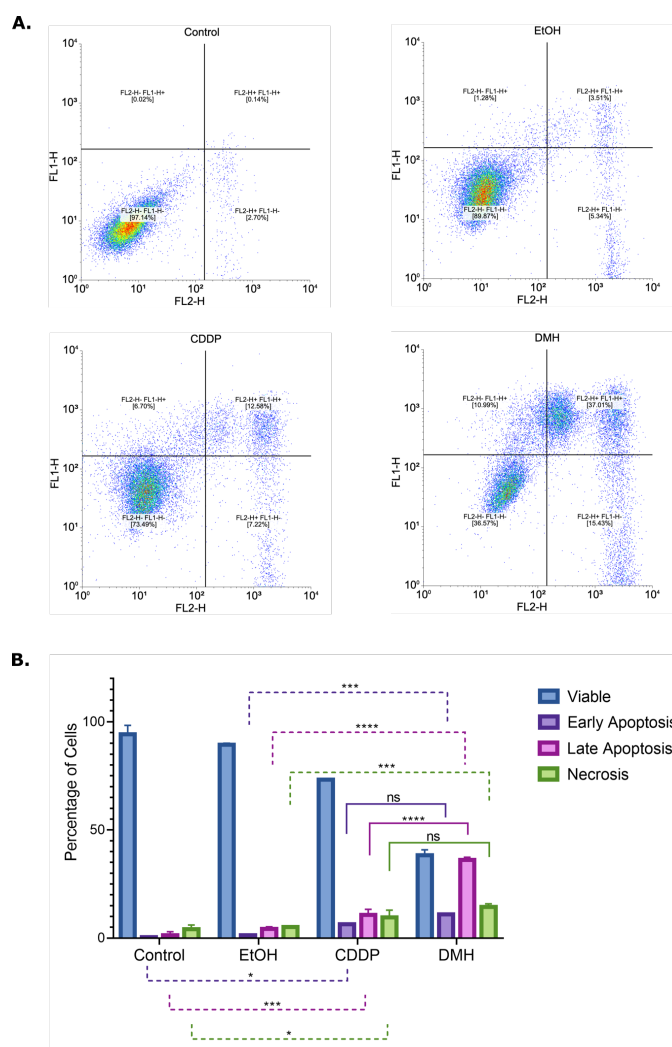 A.
Control
10⁴
10³
10²
10¹
10⁰
FL1-H
FL2-H- FL1-H+
[0.02%]
FL2-H+ FL1-H+
[0.14%]
FL2-H- FL1-H-
[97.14%]
FL2-H+ FL1-H-
[2.70%]
10⁰ 10¹ 10² 10³ 10⁴
FL2-H
EtOH
10⁴
10³
10²
10¹
10⁰
FL1-H
FL2-H- FL1-H+
[1.28%]
FL2-H+ FL1-H+
[3.51%]
FL2-H- FL1-H-
[89.87%]
FL2-H+ FL1-H-
[5.34%]
10⁰ 10¹ 10² 10³ 10⁴
FL2-H
CDDP
10⁴
10³
10²
10¹
10⁰
FL1-H
FL2-H- FL1-H+
[6.70%]
FL2-H+ FL1-H+
[12.58%]
FL2-H- FL1-H-
[73.49%]
FL2-H+ FL1-H-
[7.22%]
10⁰ 10¹ 10² 10³ 10⁴
FL2-H
DMH
10⁴
10³
10²
10¹
10⁰
FL1-H
FL2-H- FL1-H+
[10.99%]
FL2-H+ FL1-H+
[37.01%]
FL2-H- FL1-H-
[36.57%]
FL2-H+ FL1-H-
[15.43%]
10⁰ 10¹ 10² 10³ 10⁴
FL2-H
B.
Percentage of Cells
100
50
0
***
****
***
ns
****
ns
Viable
Early Apoptosis
Late Apoptosis
Necrosis
Control EtOH CDDP DMH
*
***
*